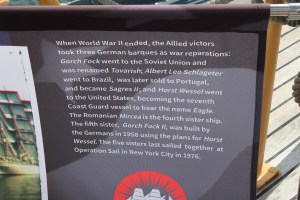 When World War II ended, the Allied victors
took three German barques as war reparations:
Gorch Fock went to the Soviet Union and
was renamed Tovarish; Albert Leo Schlageter
went to Brazil, was later sold to Portugal,
and became Sagres II; and Horst Wessel went
to the United States, becoming the seventh
Coast Guard vessel to bear the name Eagle.
The Romanian Mircea is the fourth sister ship.
The fifth sister, Gorch Fock II, was built by
the Germans in 1958 using the plans for Horst
Wessel. The five sisters last sailed together at
Operation Sail in New York City in 1976.